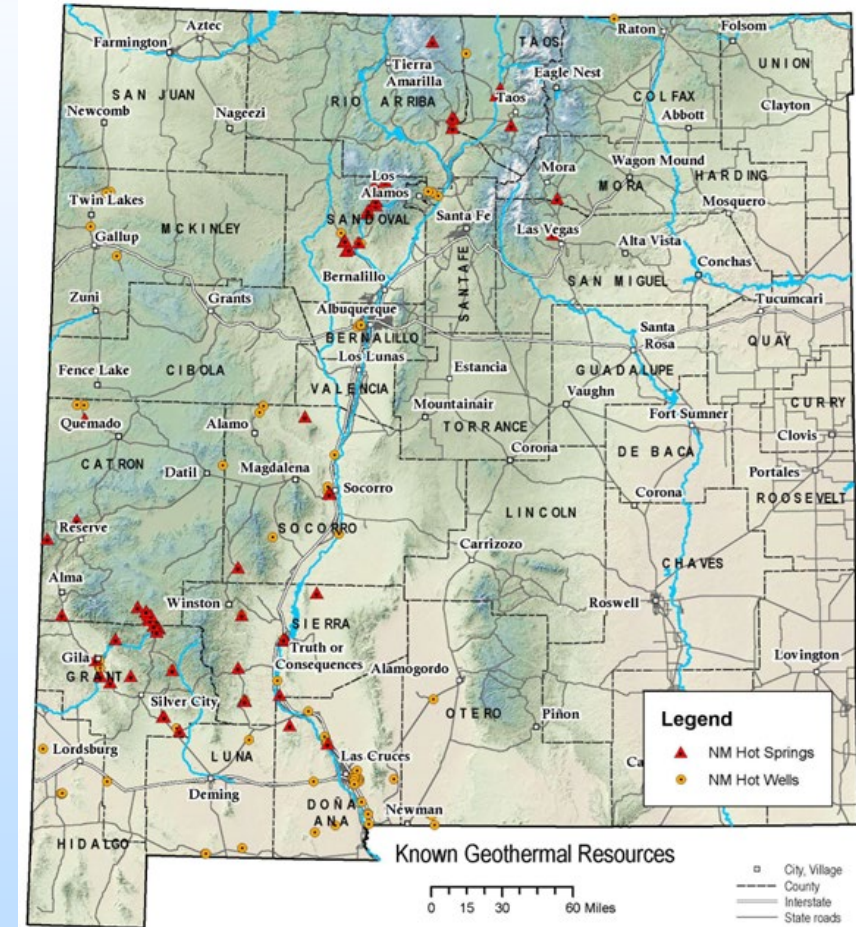 Aztec
Farmington
Raton
Folsom
TAOS
UNION
Tierra
Amarilla
Eagle Nest
SAN JUAN
RIO ARRIBA
Taos
COLFAX
Clayton
Newcomb
Nageezi
Abbott
Los
Alamos
Mora
Wagon Mound
HARDING
MORA
Twin Lakes
SANDOVAL
Mosquero
MCKINLEY
Santa Fe
Las Vegas
Gallup
Alta Vista
Bernalillo
SANTA FE
SAN MIGUEL
Conchas
Zuni
Grants
Tucumcari
Albuquerque
BERNALILLO
Santa
Rosa
QUAY
Los Lunas
Fence Lake
CIBOLA
Estancia
GUADALUPE
VALENCIA
Vaughn
CURRY
Quemado
Alamo
Mountainair
TORRANCE
Fort Sumner
Clovis
CATRON
Datil
Magdalena
Corona
DE BACA
Portales
Socorro
Corona
ROOSEVELT
SOCORRO
LINCOLN
Reserve
Carrizozo
CHAVES
Alma
Winston
Roswell
SIERRA
Gila
Truth or
Consequences
Alamogordo
Lovington
GRANT
Silver City
OTERO
Piñon
Legend
NM Hot Springs
NM Hot Wells
Ca
Lordsburg
LUNA
Las Cruces
Deming
DOÑA
ANA
Newman
HIDALGO
Known Geothermal Resources
0 15 30 60 Miles
City, Village
County
Interstate
State roads